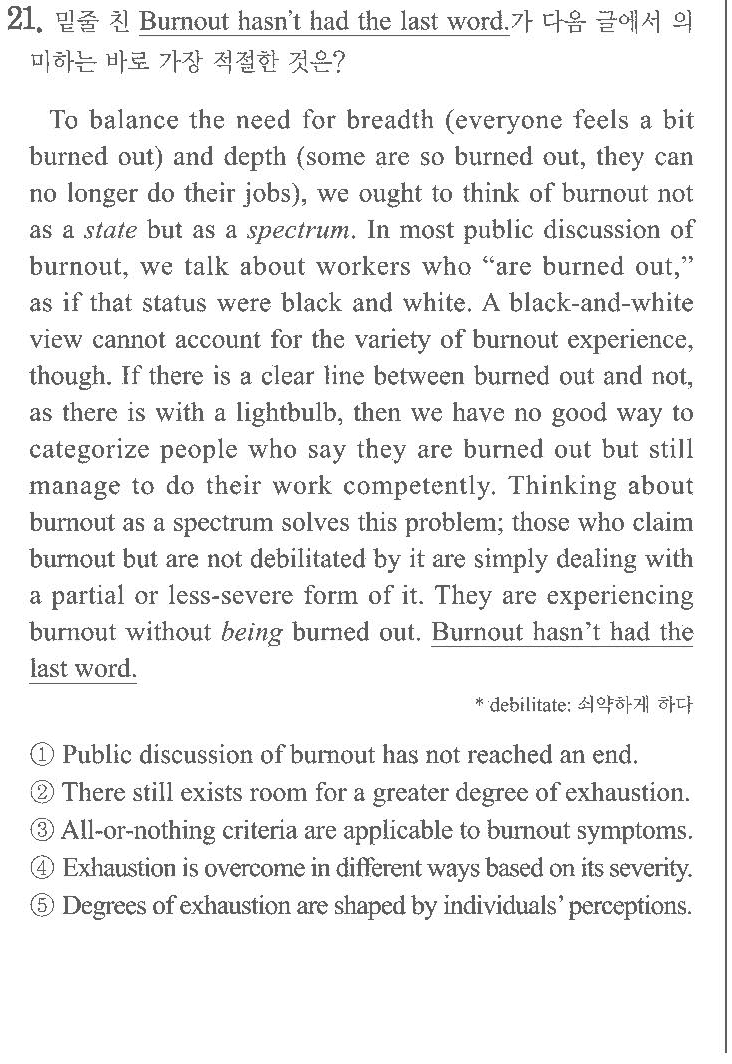 21. 밑줄 친 Burnout hasn't had the last word.가 다음 글에서 의
미하는 바로 가장 적절한 것은?
To balance the need for breadth (everyone feels a bit
burned out) and depth (some are so burned out, they can
no longer do their jobs), we ought to think of burnout not
as a state but as a spectrum. In most public discussion of
burnout, we talk about workers who “are burned out,”
as if that status were black and white. A black-and-white
view cannot account for the variety of burnout experience,
though. If there is a clear line between burned out and not,
as there is with a lightbulb, then we have no good way to
categorize people who say they are burned out but still
manage to do their work competently. Thinking about
burnout as a spectrum solves this problem; those who claim
burnout but are not debilitated by it are simply dealing with
a partial or less-severe form of it. They are experiencing
burnout without being burned out. Burnout hasn't had the
last word.
* debilitate: 쇠약하게 하다
① Public discussion of burnout has not reached an end.
② There still exists room for a greater degree of exhaustion.
③ All-or-nothing criteria are applicable to burnout symptoms.
④ Exhaustion is overcome in different ways based on its severity.
⑤ Degrees of exhaustion are shaped by individuals' perceptions.